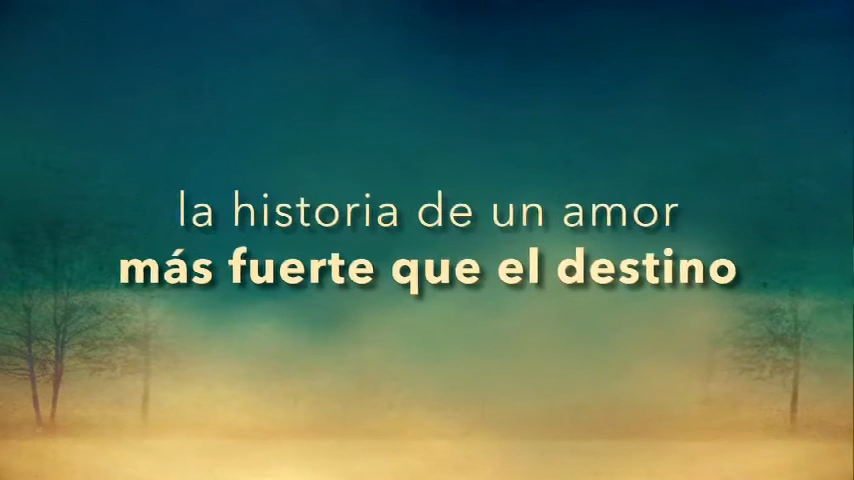 la historia de un amor
más fuerte que el destino